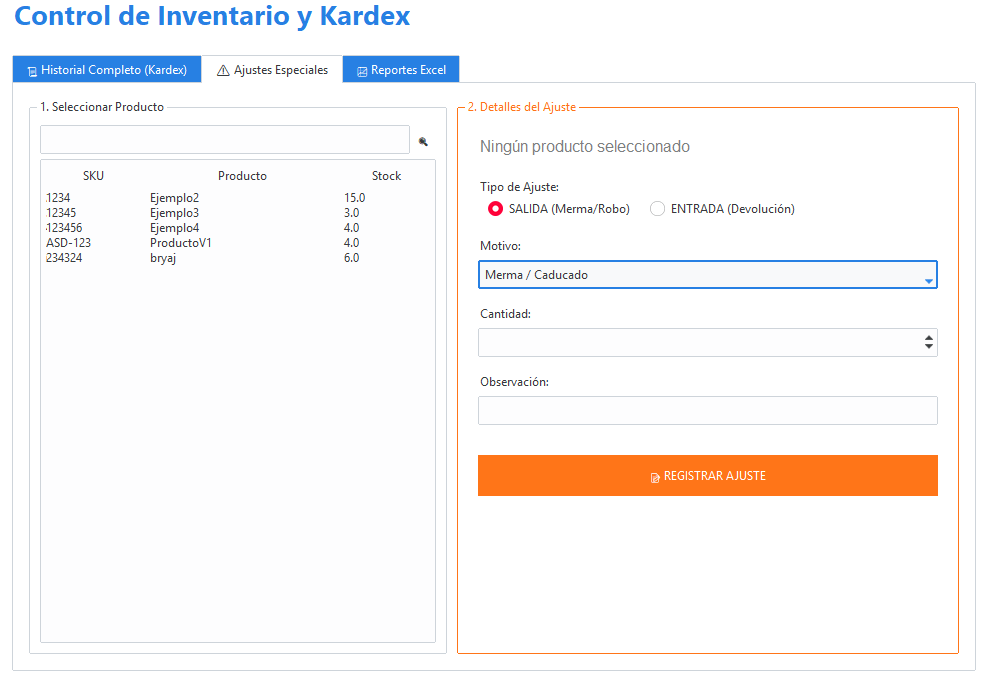 Control de Inventario y Kardex
Historial Completo (Kardex) Ajustes Especiales Reportes Excel
1. Seleccionar Producto
SKU Producto Stock
1234 Ejemplo2 15.0
12345 Ejemplo3 3.0
123456 Ejemplo4 4.0
ASD-123 ProductoV1 4.0
234324 bryaj 6.0
2. Detalles del Ajuste
Ningún producto seleccionado
Tipo de Ajuste:
SALIDA (Merma/Robo) ENTRADA (Devolución)
Motivo:
Merma / Caducado
Cantidad:
Observación:
REGISTRAR AJUSTE